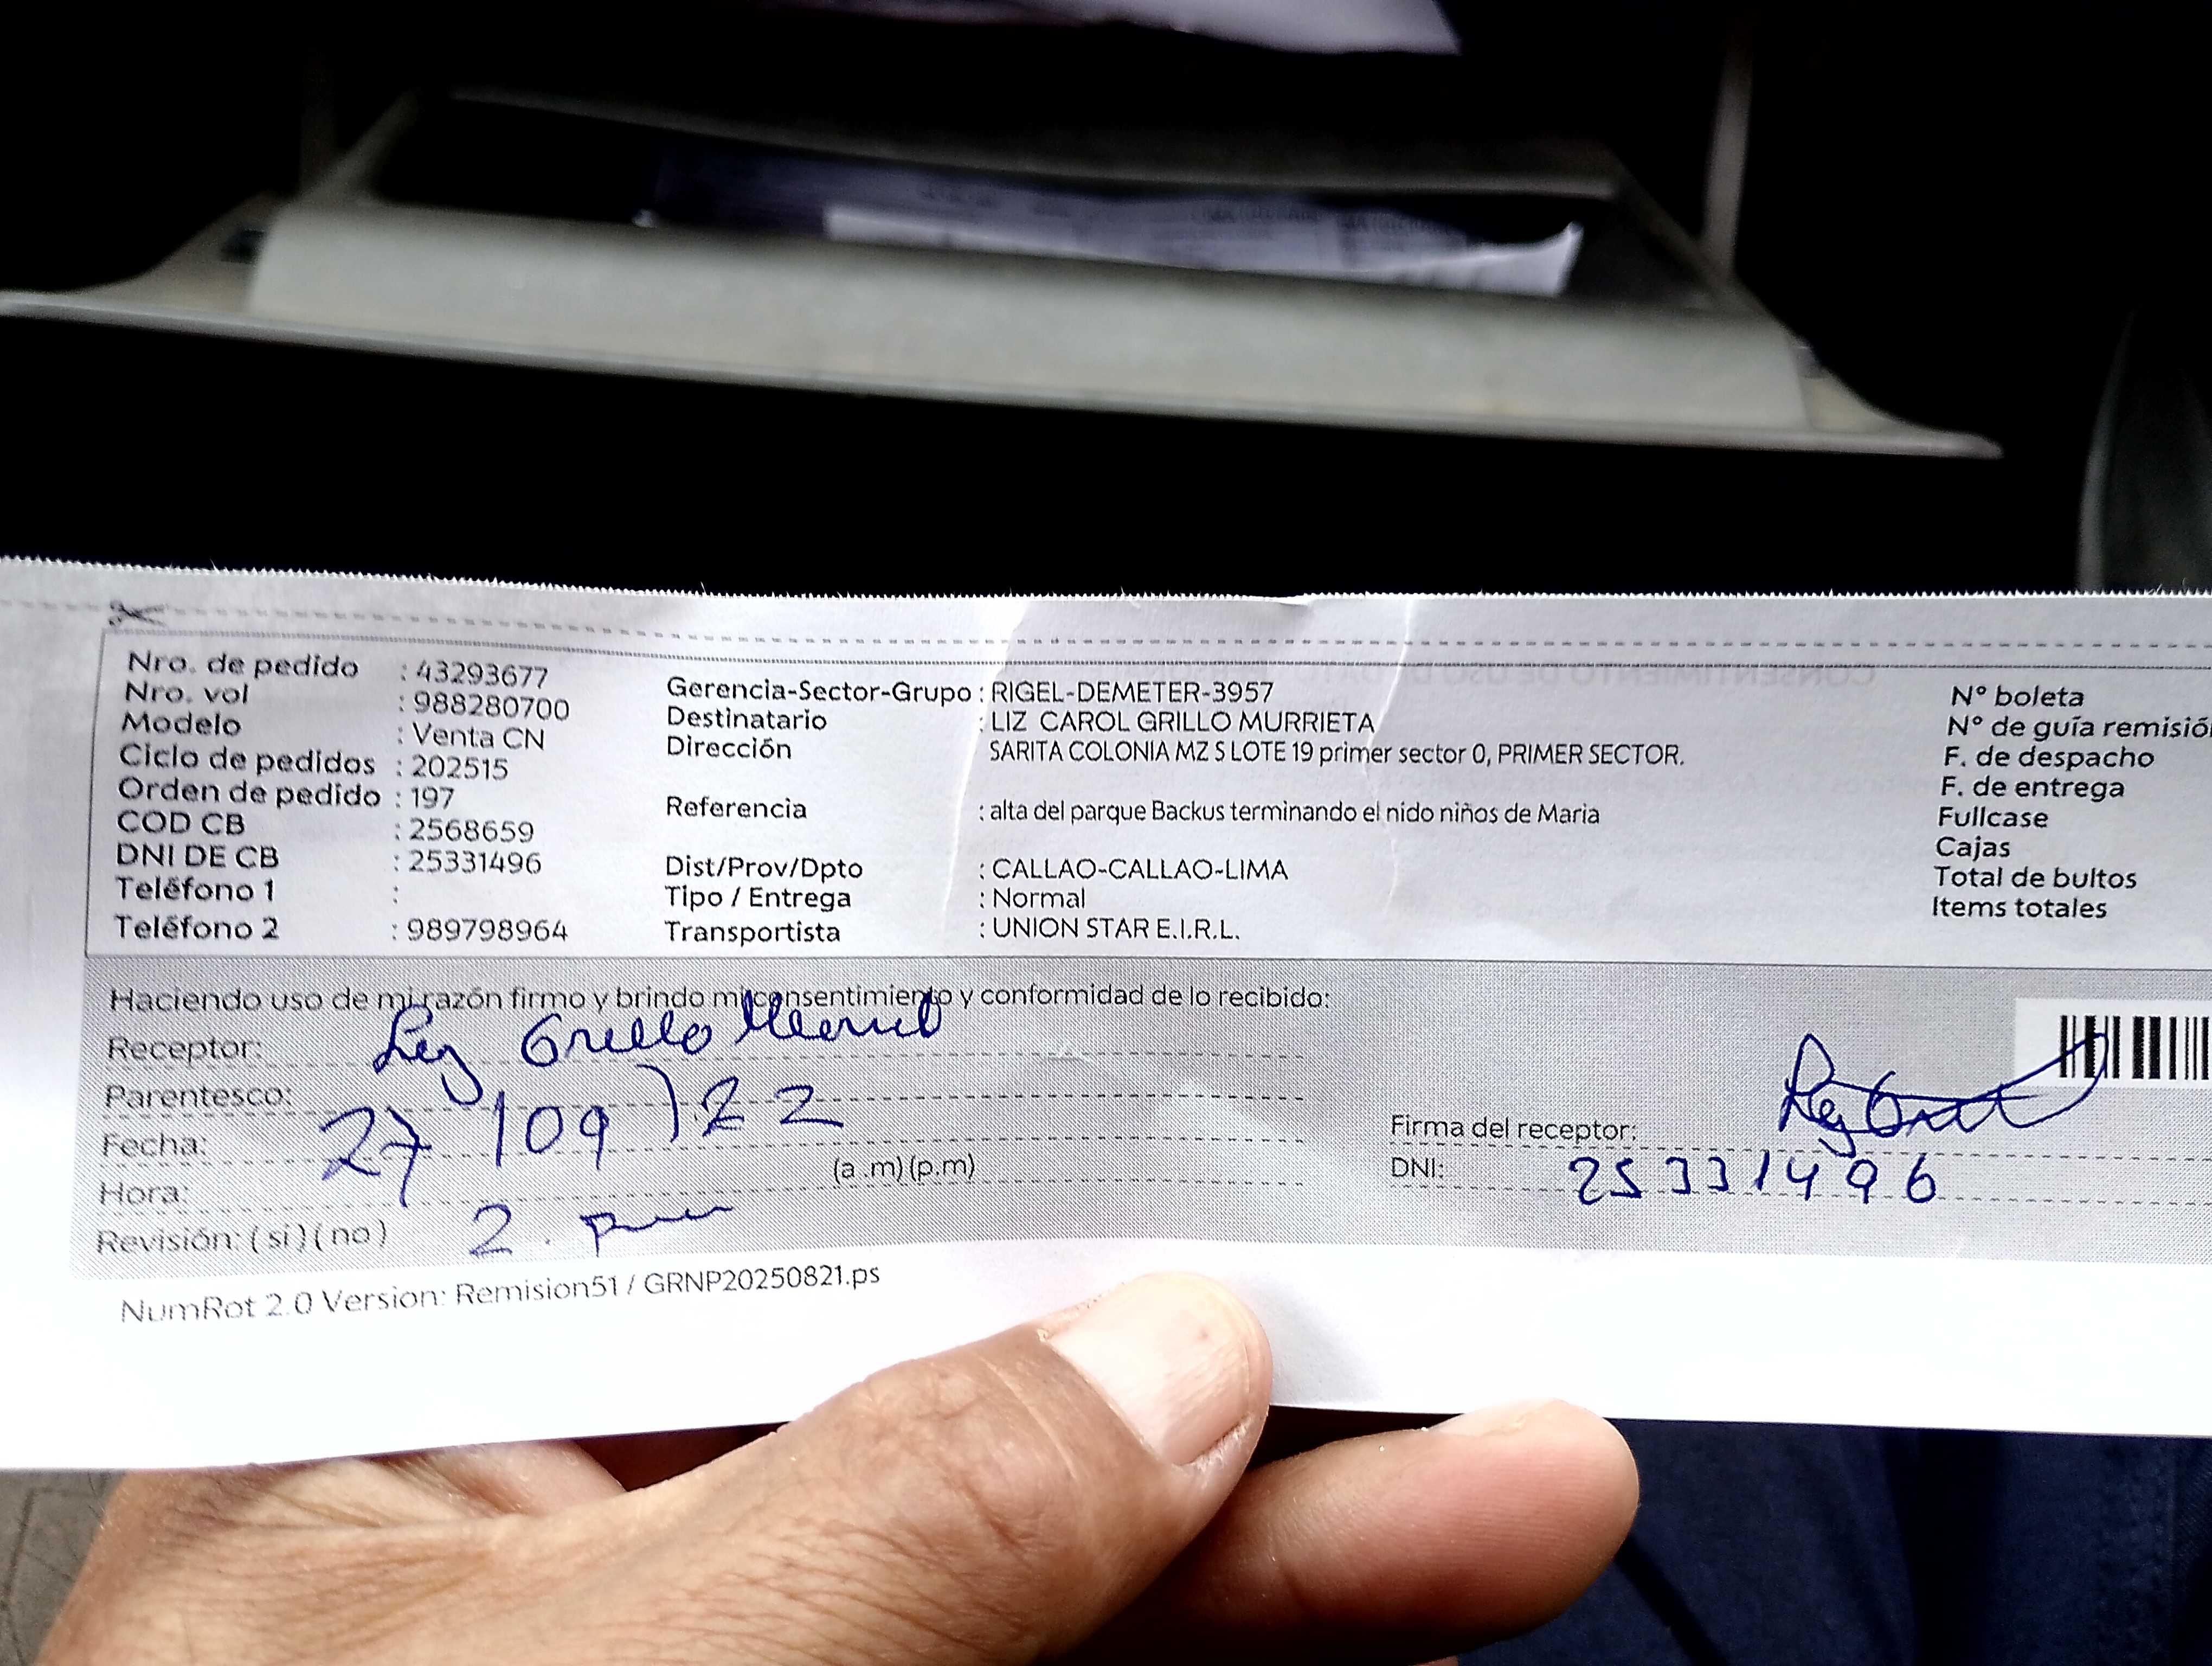 Nro. de pedido : 43293677
Nro. vol : 988280700
Modelo : Venta CN
Ciclo de pedidos : 202515
Orden de pedido : 197
COD CB : 2568659
DNI DE CB : 25331496
Teléfono 1 :
Teléfono 2 : 989798964
Gerencia-Sector-Grupo : RIGEL-DEMETER-3957
Destinatario : LIZ CAROL GRILLO MURRIETA
Dirección SARITA COLONIA MZ S LOTE 19 primer sector 0, PRIMER SECTOR.
Referencia : alta del parque Backus terminando el nido niños de Maria
Dist/Prov/Dpto : CALLAO-CALLAO-LIMA
Tipo / Entrega : Normal
Transportista : UNION STAR E.I.R.L.
N° boleta
N° de guía remisió
F. de despacho
F. de entrega
Fullcase
Cajas
Total de bultos
Items totales
Haciendo uso de mi razón firmo y brindo mi consentimiento y conformidad de lo recibido:
Receptor: Liz Grillo
Parentesco:
Fecha: 27/09/22
Hora: (a.m)(p.m)
Revisión: (si)(no) 2. pm
Firma del receptor:
DNI: 25331496
NumRot 2.0 Version: Remision51 / GRNP20250821.ps